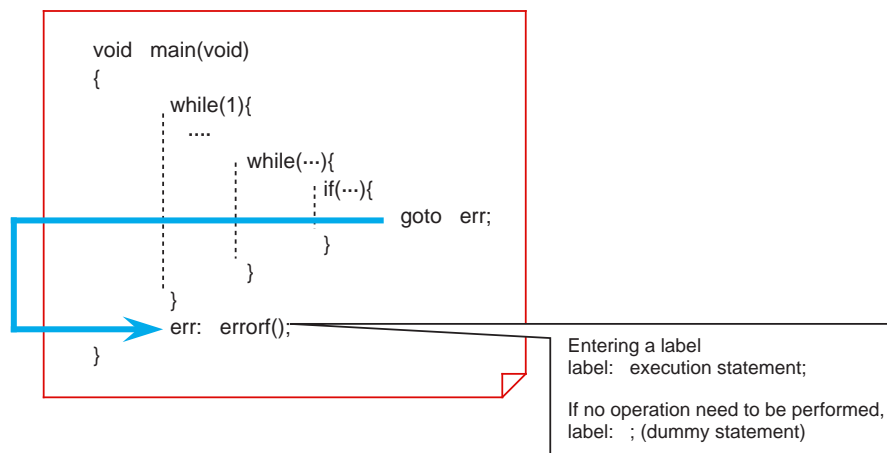 void main(void)
{
while(1){
....
while(···){
if(···){
goto err;
}
}
}
err: errorf();
}
Entering a label
label: execution statement;
If no operation need to be performed,
label: ; (dummy statement)